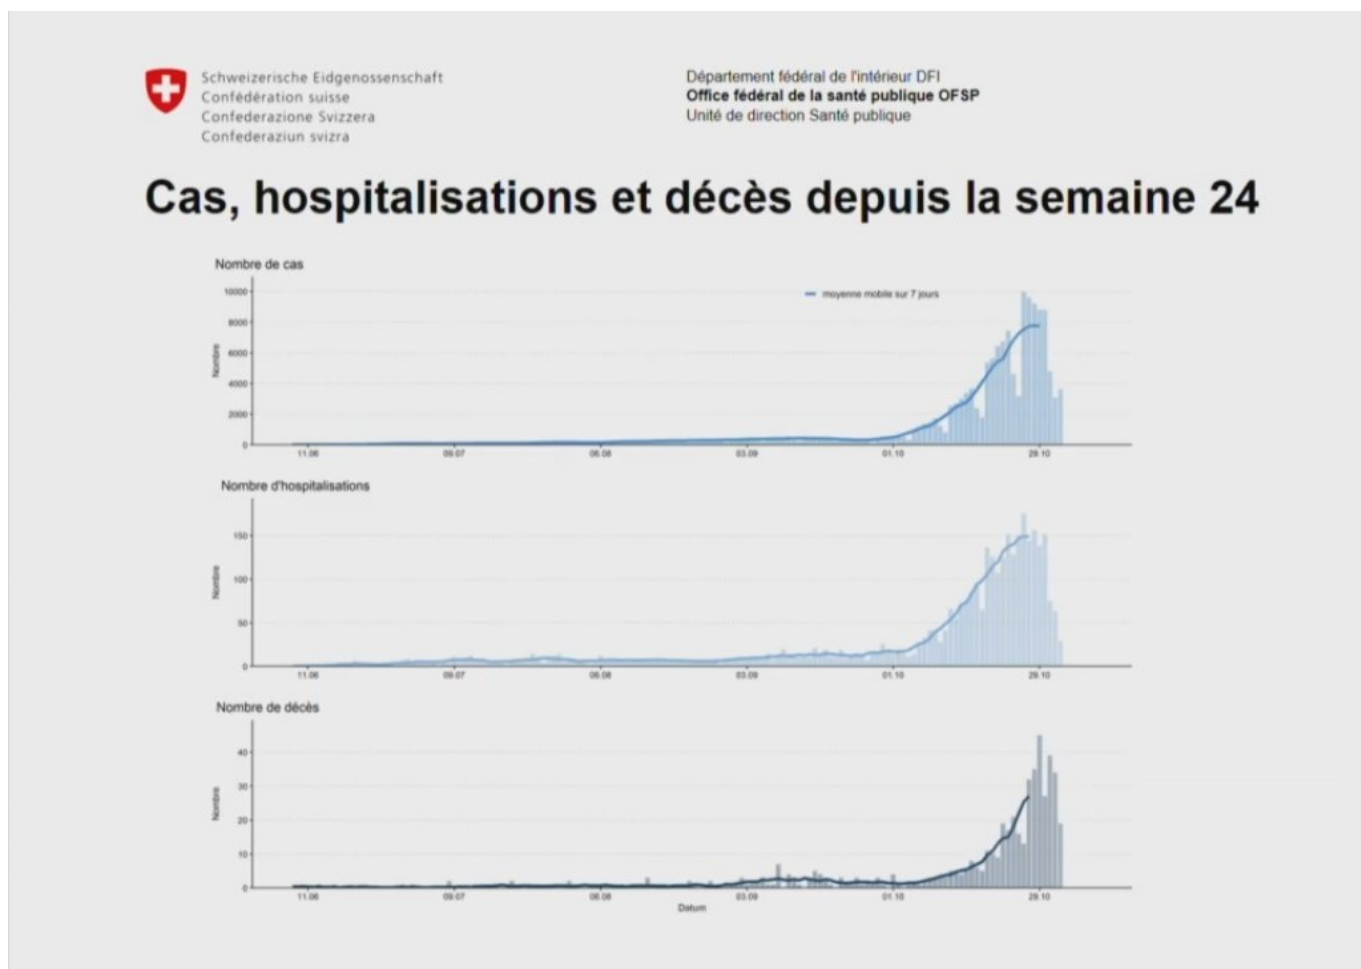 Schweizerische Eidgenossenschaft
Confédération suisse
Confederazione Svizzera
Confederaziun svizra
Département fédéral de l'intérieur DFI
Office fédéral de la santé publique OFSP
Unité de direction Santé publique
Cas, hospitalisations et décès depuis la semaine 24
Nombre de cas
moyenne mobile sur 7 jours
Nombre
10000
8000
6000
4000
2000
0
11.06 09.07 06.08 03.09 01.10 29.10
Nombre d'hospitalisations
Nombre
150
100
50
0
11.06 09.07 06.08 03.09 01.10 29.10
Nombre de décès
Nombre
40
30
20
10
0
11.06 09.07 06.08 03.09 01.10 29.10
Datum